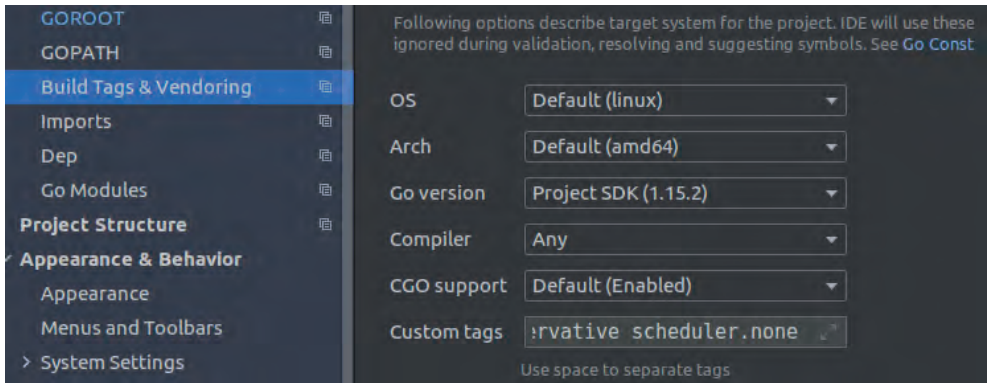 GOROOT
GOPATH
Build Tags & Vendoring
Imports
Dep
Go Modules
Project Structure
Appearance & Behavior
Appearance
Menus and Toolbars
System Settings
Following options describe target system for the project. IDE will use these
ignored during validation, resolving and suggesting symbols. See Go Const
OS Default (linux)
Arch Default (amd64)
Go version Project SDK (1.15.2)
Compiler Any
CGO support Default (Enabled)
Custom tags ervative scheduler.none
Use space to separate tags